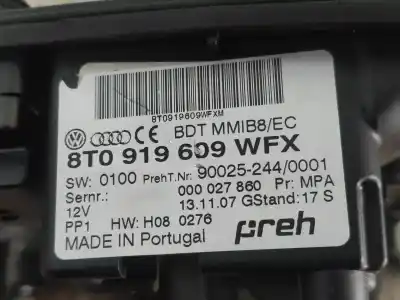 8T0919609WFXM
CE BDT MMIB8/EC
8T0 919 609 WFX
SW: 0100 PrehT.Nr: 90025-244/0001
Sernr.: 000 027 860 Pr: MPA
12V 13.11.07 GStand: 17 S
PP1 HW: H08 0276
MADE IN Portugal preh